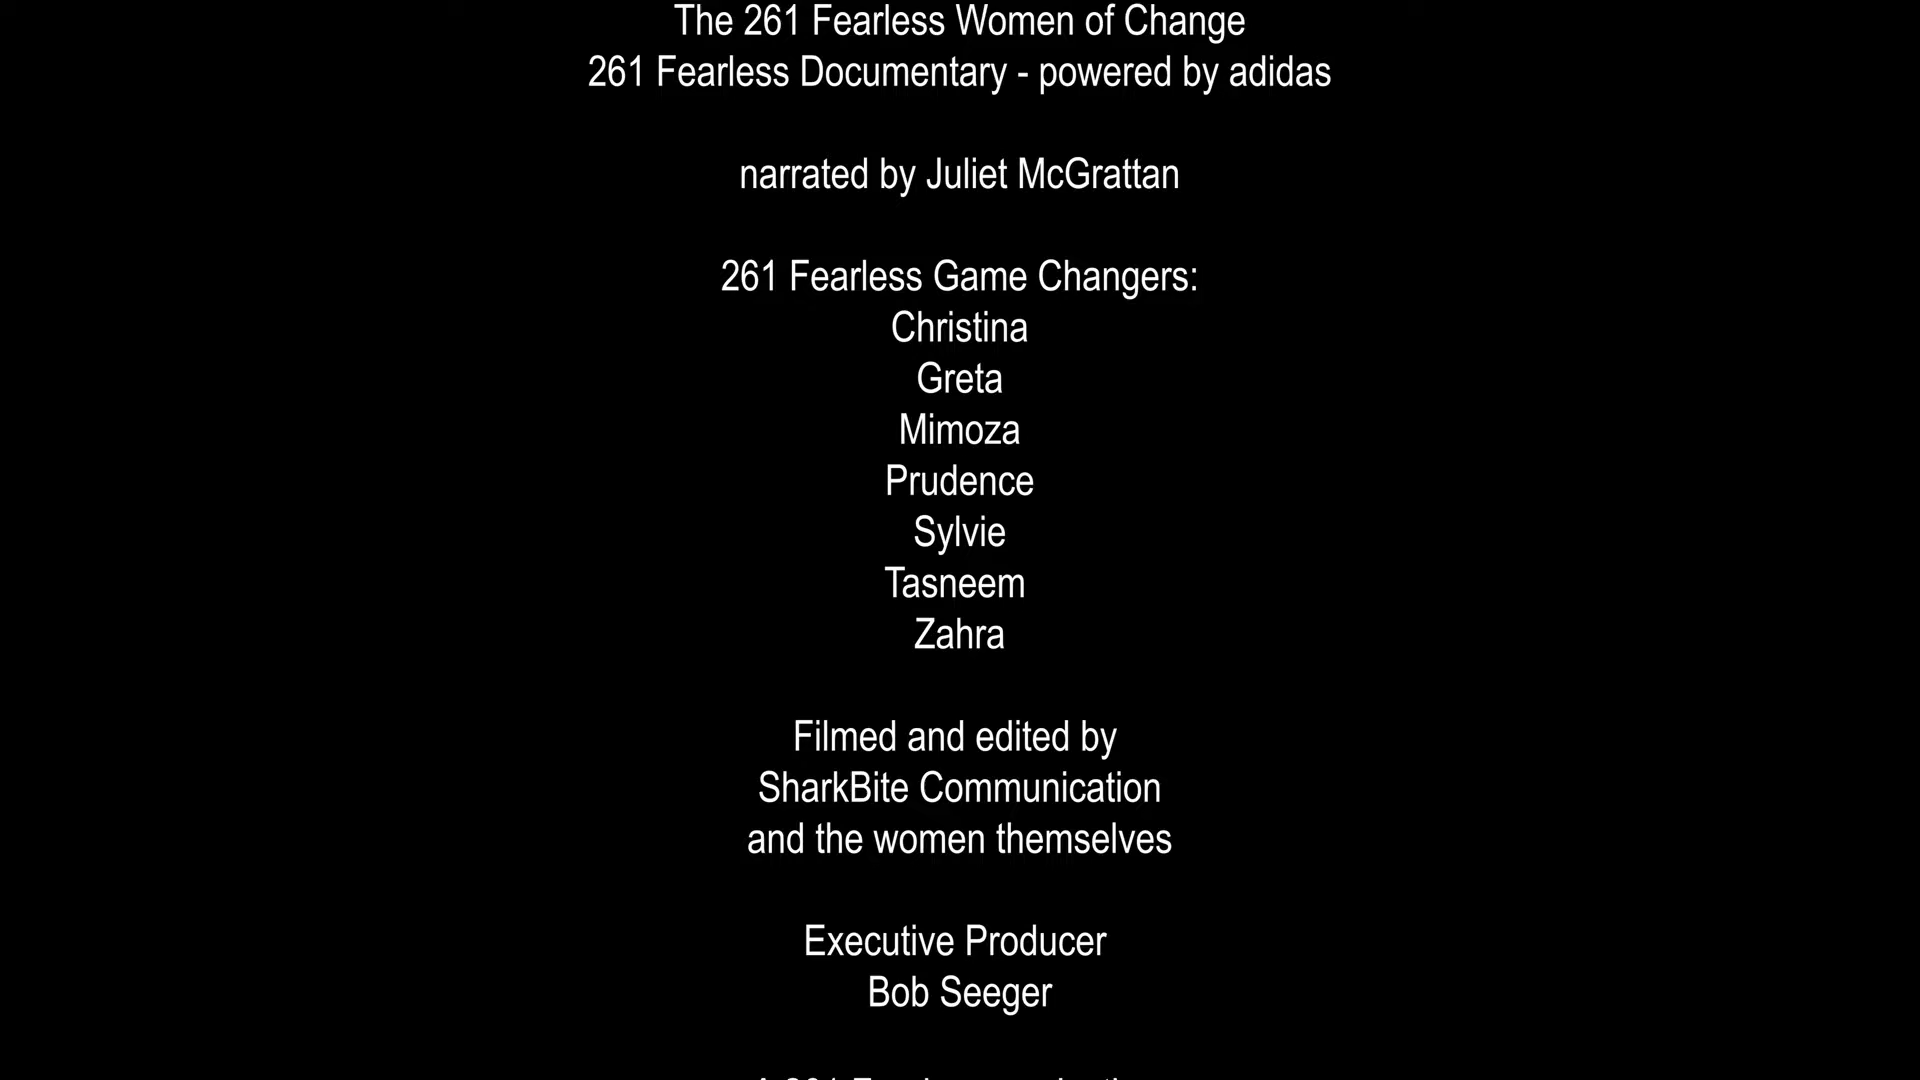 The 261 Fearless Women of Change
261 Fearless Documentary - powered by adidas
narrated by Juliet McGrattan
261 Fearless Game Changers:
Christina
Greta
Mimoza
Prudence
Sylvie
Tasneem
Zahra
Filmed and edited by
SharkBite Communication
and the women themselves
Executive Producer
Bob Seeger